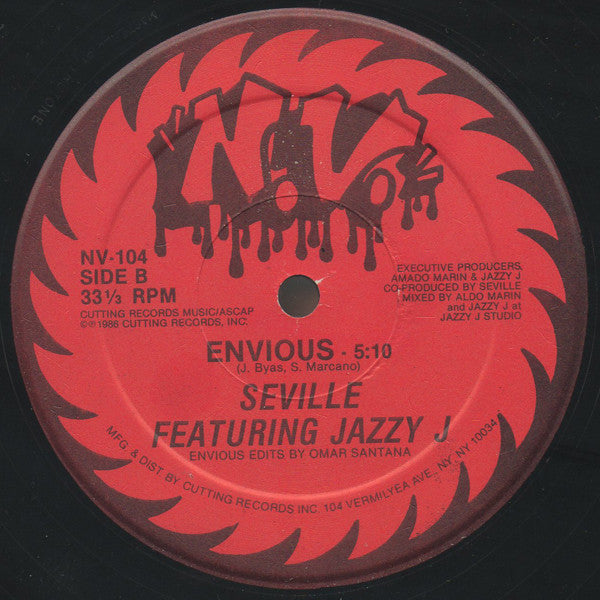 NV
NV-104
SIDE B
33⅓ RPM
CUTTING RECORDS MUSIC/ASCAP
©℗1986 CUTTING RECORDS, INC.
EXECUTIVE PRODUCERS,
AMADO MARIN & JAZZY J
CO-PRODUCED BY SEVILLE
MIXED BY ALDO MARIN
and JAZZY J at
JAZZY J STUDIO
ENVIOUS - 5:10
(J. Byas, S. Marcano)
SEVILLE
FEATURING JAZZY J
ENVIOUS EDITS BY OMAR SANTANA
MFG & DIST BY CUTTING RECORDS INC 104 VERMILYEA AVE., NY, NY 10034